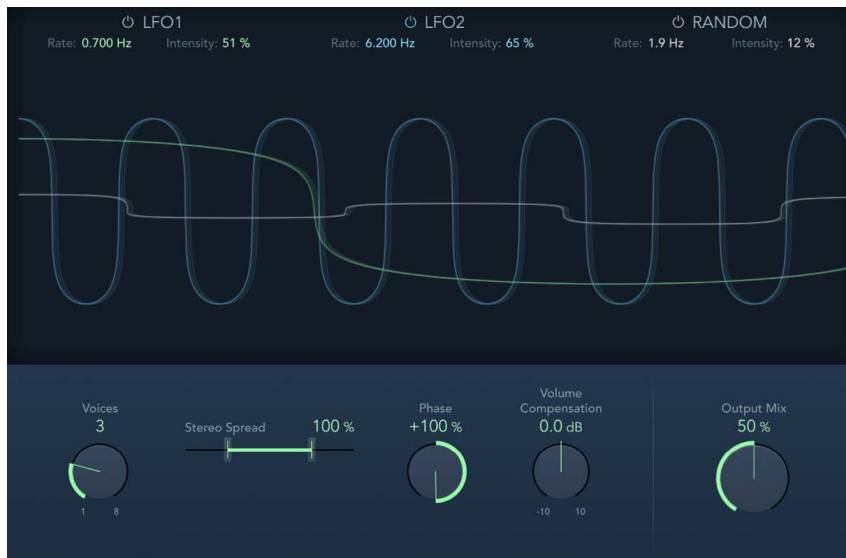 LFO1 LFO2 RANDOM
Rate: 0.700 Hz Intensity: 51 % Rate: 6.200 Hz Intensity: 65 % Rate: 1.9 Hz Intensity: 12 %
Volume
Voices Phase Compensation Output Mix
3 Stereo Spread 100 % +100 % 0.0 dB 50 %
1 8 -10 10